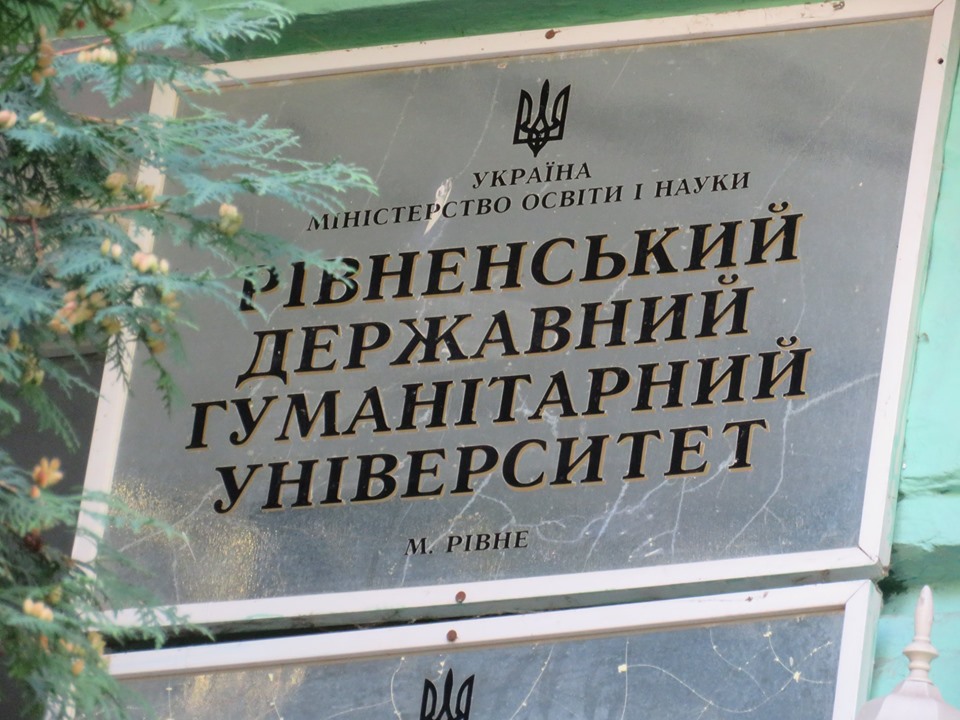 УКРАЇНА
МІНІСТЕРСТВО ОСВІТИ І НАУКИ
РІВНЕНСЬКИЙ
ДЕРЖАВНИЙ
ГУМАНІТАРНИЙ
УНІВЕРСИТЕТ
М. РІВНЕ